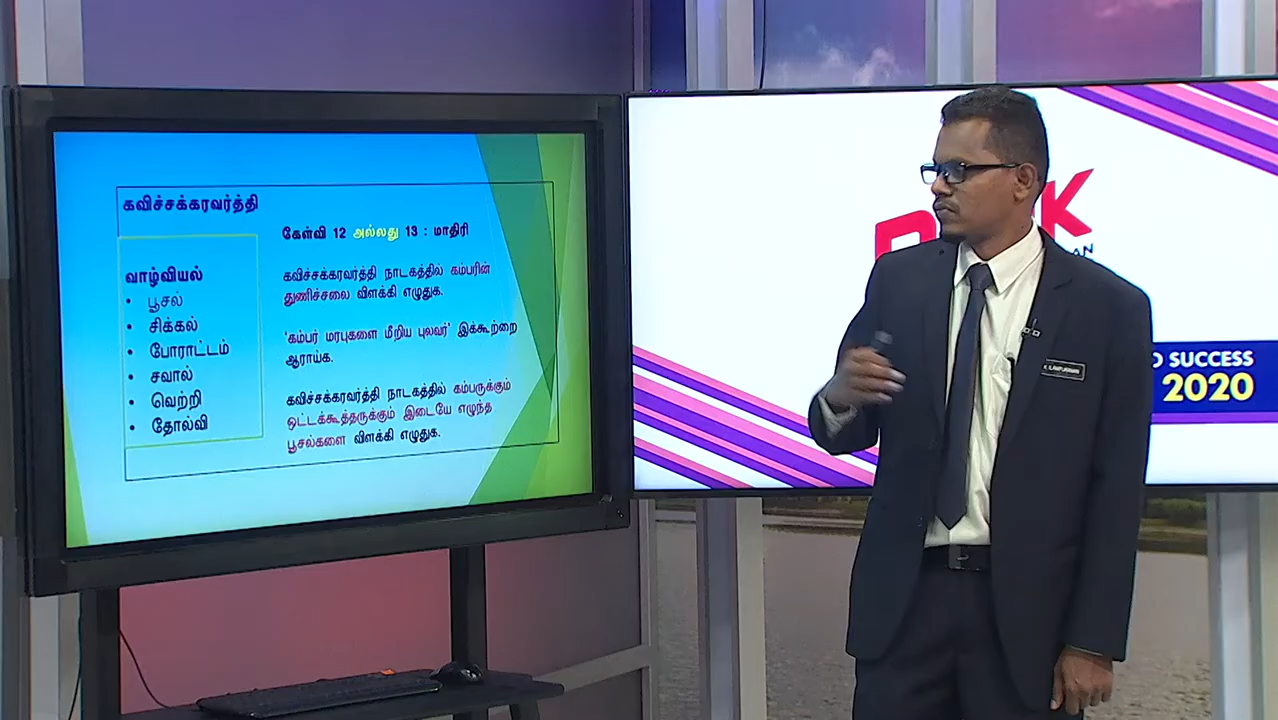 கவிச்சக்கரவர்த்தி
வாழ்வியல்
• பூசல்
• சிக்கல்
• போராட்டம்
• சவால்
• வெற்றி
• தோல்வி
கேள்வி 12 அல்லது 13 : மாதிரி
கவிச்சக்கரவர்த்தி நாடகத்தில் கம்பரின்
துணிச்சலை விளக்கி எழுதுக.
‘கம்பர் மரபுகளை மீறிய புலவர்’ இக்கூற்றை
ஆராய்க.
கவிச்சக்கரவர்த்தி நாடகத்தில் கம்பருக்கும்
ஒட்டக்கூத்தருக்கும் இடையே எழுந்த
பூசல்களை விளக்கி எழுதுக.
SUCCESS
2020